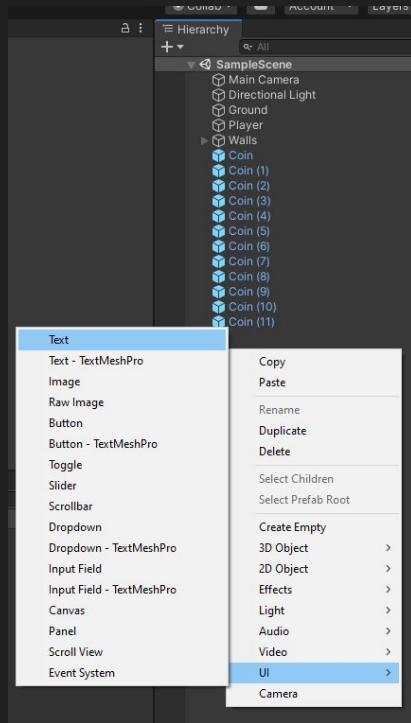 Collab
Account
Layers
Hierarchy
All
SampleScene
Main Camera
Directional Light
Ground
Player
Walls
Coin
Coin (1)
Coin (2)
Coin (3)
Coin (4)
Coin (5)
Coin (6)
Coin (7)
Coin (8)
Coin (9)
Coin (10)
Coin (11)
Text
Text - TextMeshPro
Image
Raw Image
Button
Button - TextMeshPro
Toggle
Slider
Scrollbar
Dropdown
Dropdown - TextMeshPro
Input Field
Input Field - TextMeshPro
Canvas
Panel
Scroll View
Event System
Copy
Paste
Rename
Duplicate
Delete
Select Children
Select Prefab Root
Create Empty
3D Object
2D Object
Effects
Light
Audio
Video
UI
Camera